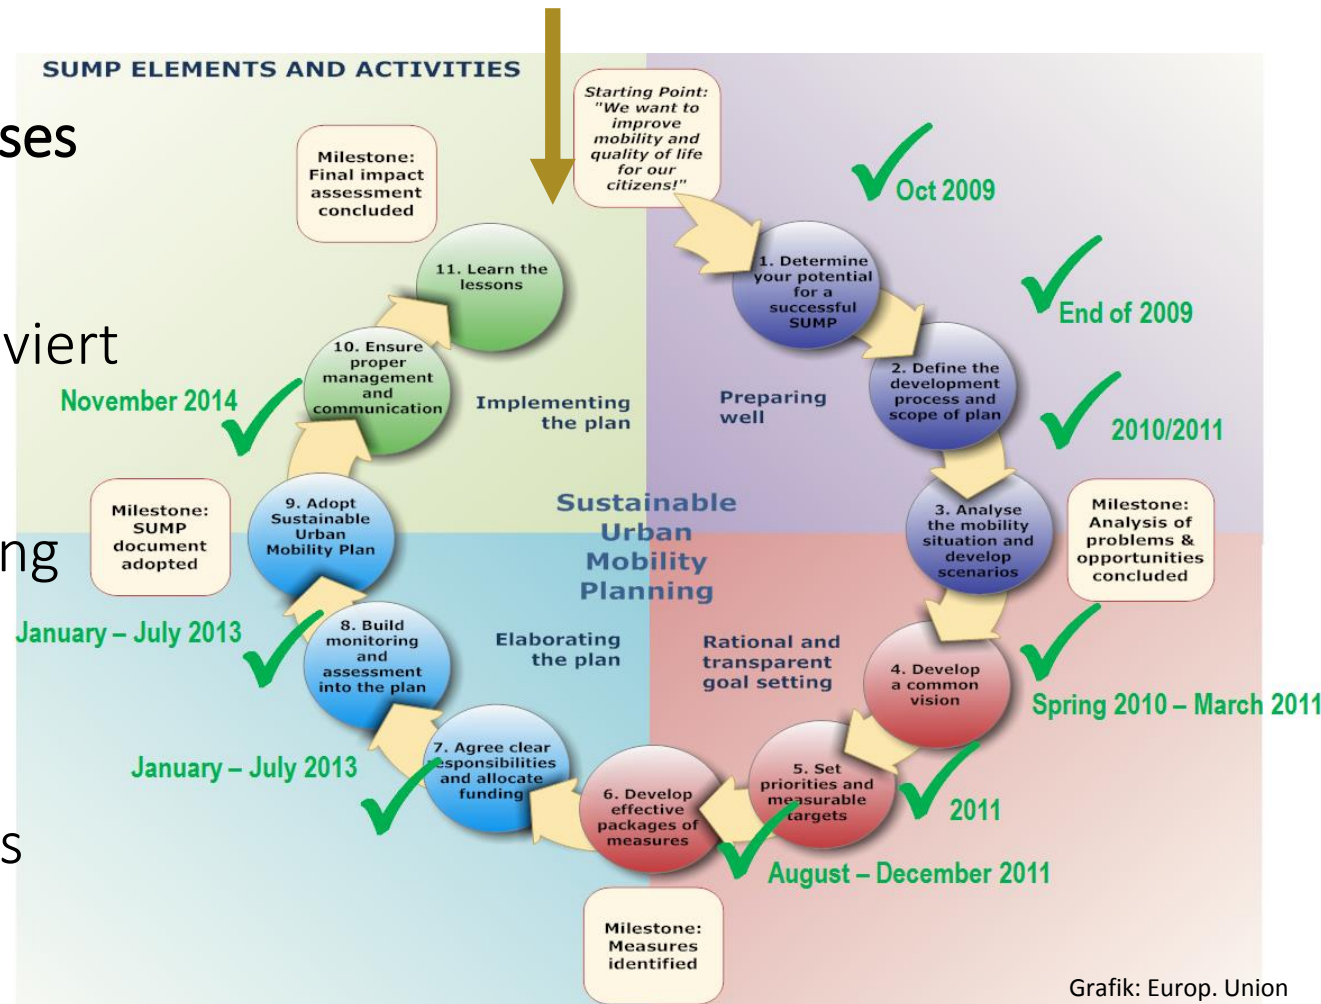 SUMP ELEMENTS AND ACTIVITIES
ses
viert
ng
s
Starting Point:
"We want to
improve
mobility and
quality of life
for our
citizens!"
Oct 2009
1. Determine
your potential
for a
successful
SUMP
End of 2009
2. Define the
development
process and
scope of plan
2010/2011
3. Analyse
the mobility
situation and
develop
scenarios
Milestone:
Analysis of
problems &
opportunities
concluded
4. Develop
a common
vision
Spring 2010 – March 2011
5. Set
priorities and
measurable
targets
2011
6. Develop
effective
packages of
measures
August – December 2011
Milestone:
Measures
identified
7. Agree clear
responsibilities
and allocate
funding
January – July 2013
8. Build
monitoring
and
assessment
into the plan
January – July 2013
9. Adopt
Sustainable
Urban
Mobility Plan
Milestone:
SUMP
document
adopted
10. Ensure
proper
management
and
communication
November 2014
11. Learn the
lessons
Milestone:
Final impact
assessment
concluded
Implementing
the plan
Preparing
well
Sustainable
Urban
Mobility
Planning
Elaborating
the plan
Rational and
transparent
goal setting
Grafik: Europ. Union